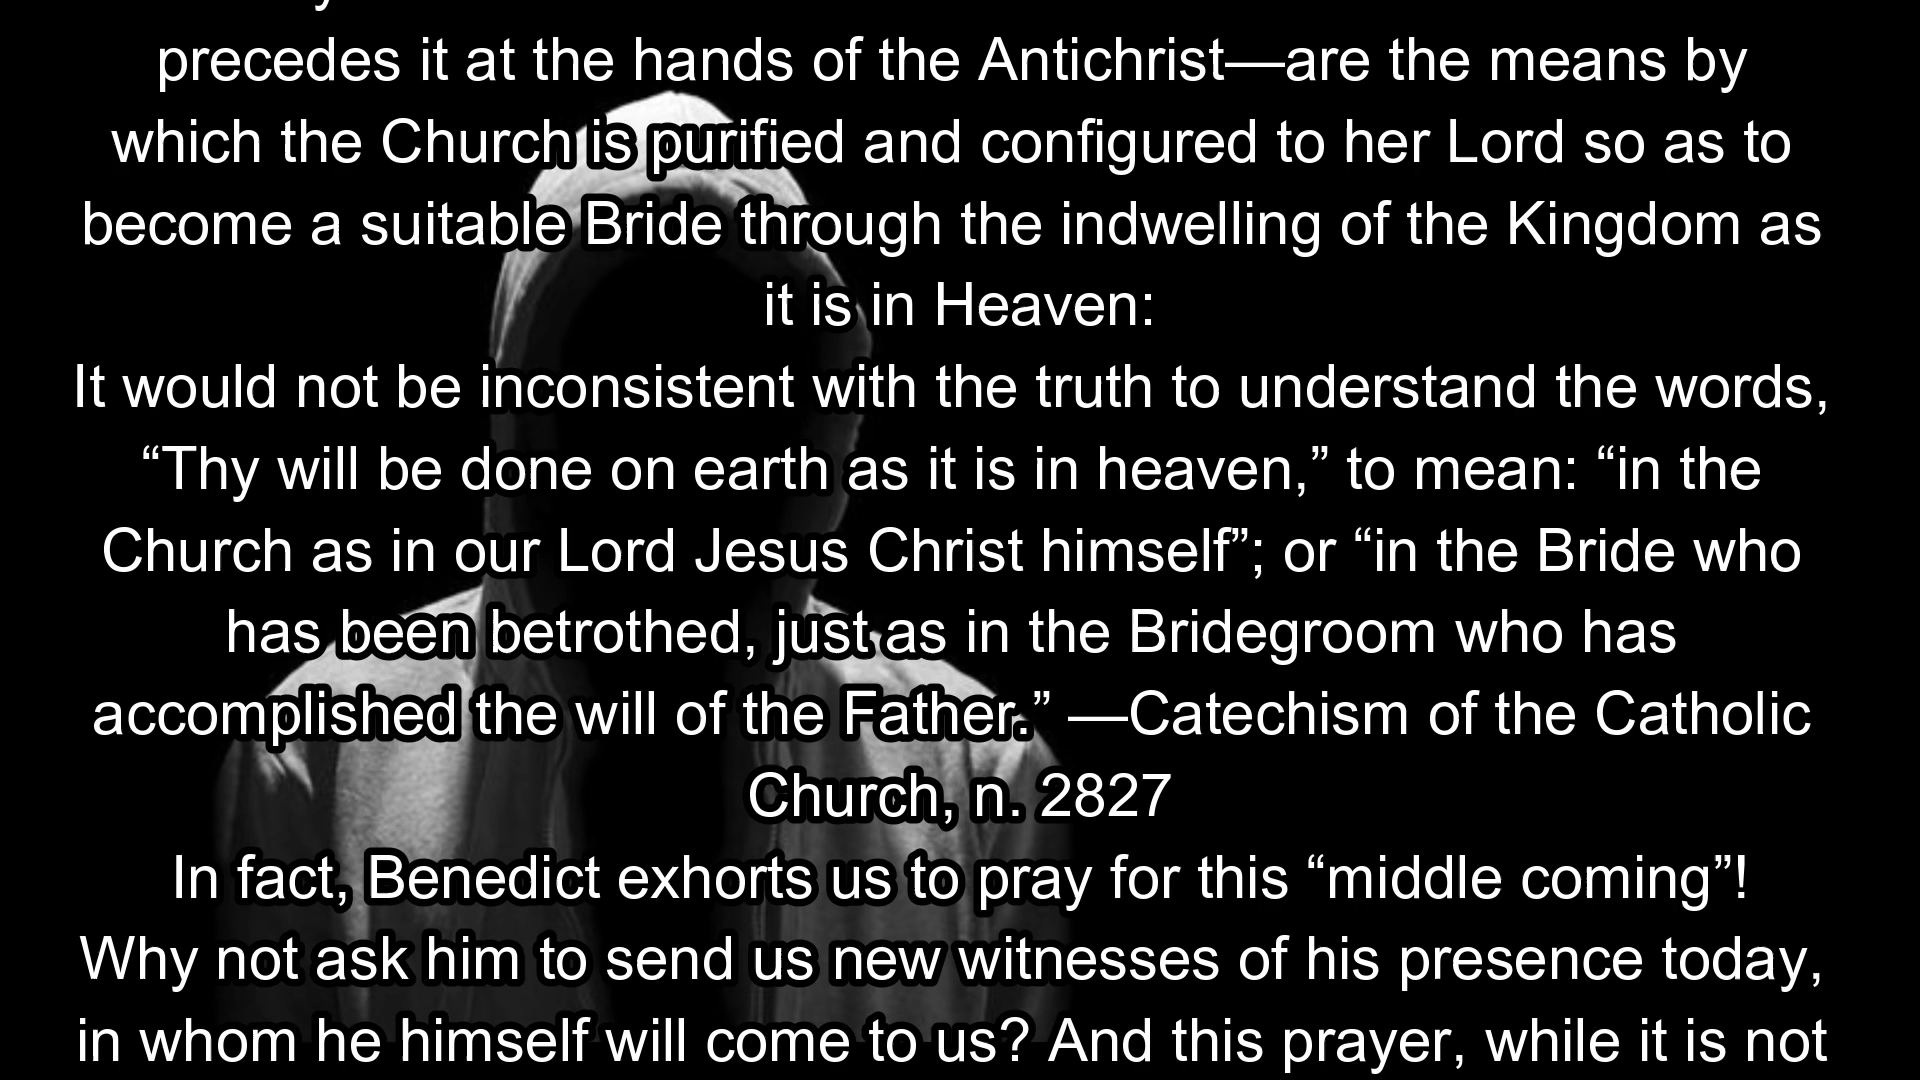 precedes it at the hands of the Antichrist—are the means by
which the Church is purified and configured to her Lord so as to
become a suitable Bride through the indwelling of the Kingdom as
it is in Heaven:
It would not be inconsistent with the truth to understand the words,
“Thy will be done on earth as it is in heaven,” to mean: “in the
Church as in our Lord Jesus Christ himself”; or “in the Bride who
has been betrothed, just as in the Bridegroom who has
accomplished the will of the Father.” —Catechism of the Catholic
Church, n. 2827
In fact, Benedict exhorts us to pray for this “middle coming”!
Why not ask him to send us new witnesses of his presence today,
in whom he himself will come to us? And this prayer, while it is not